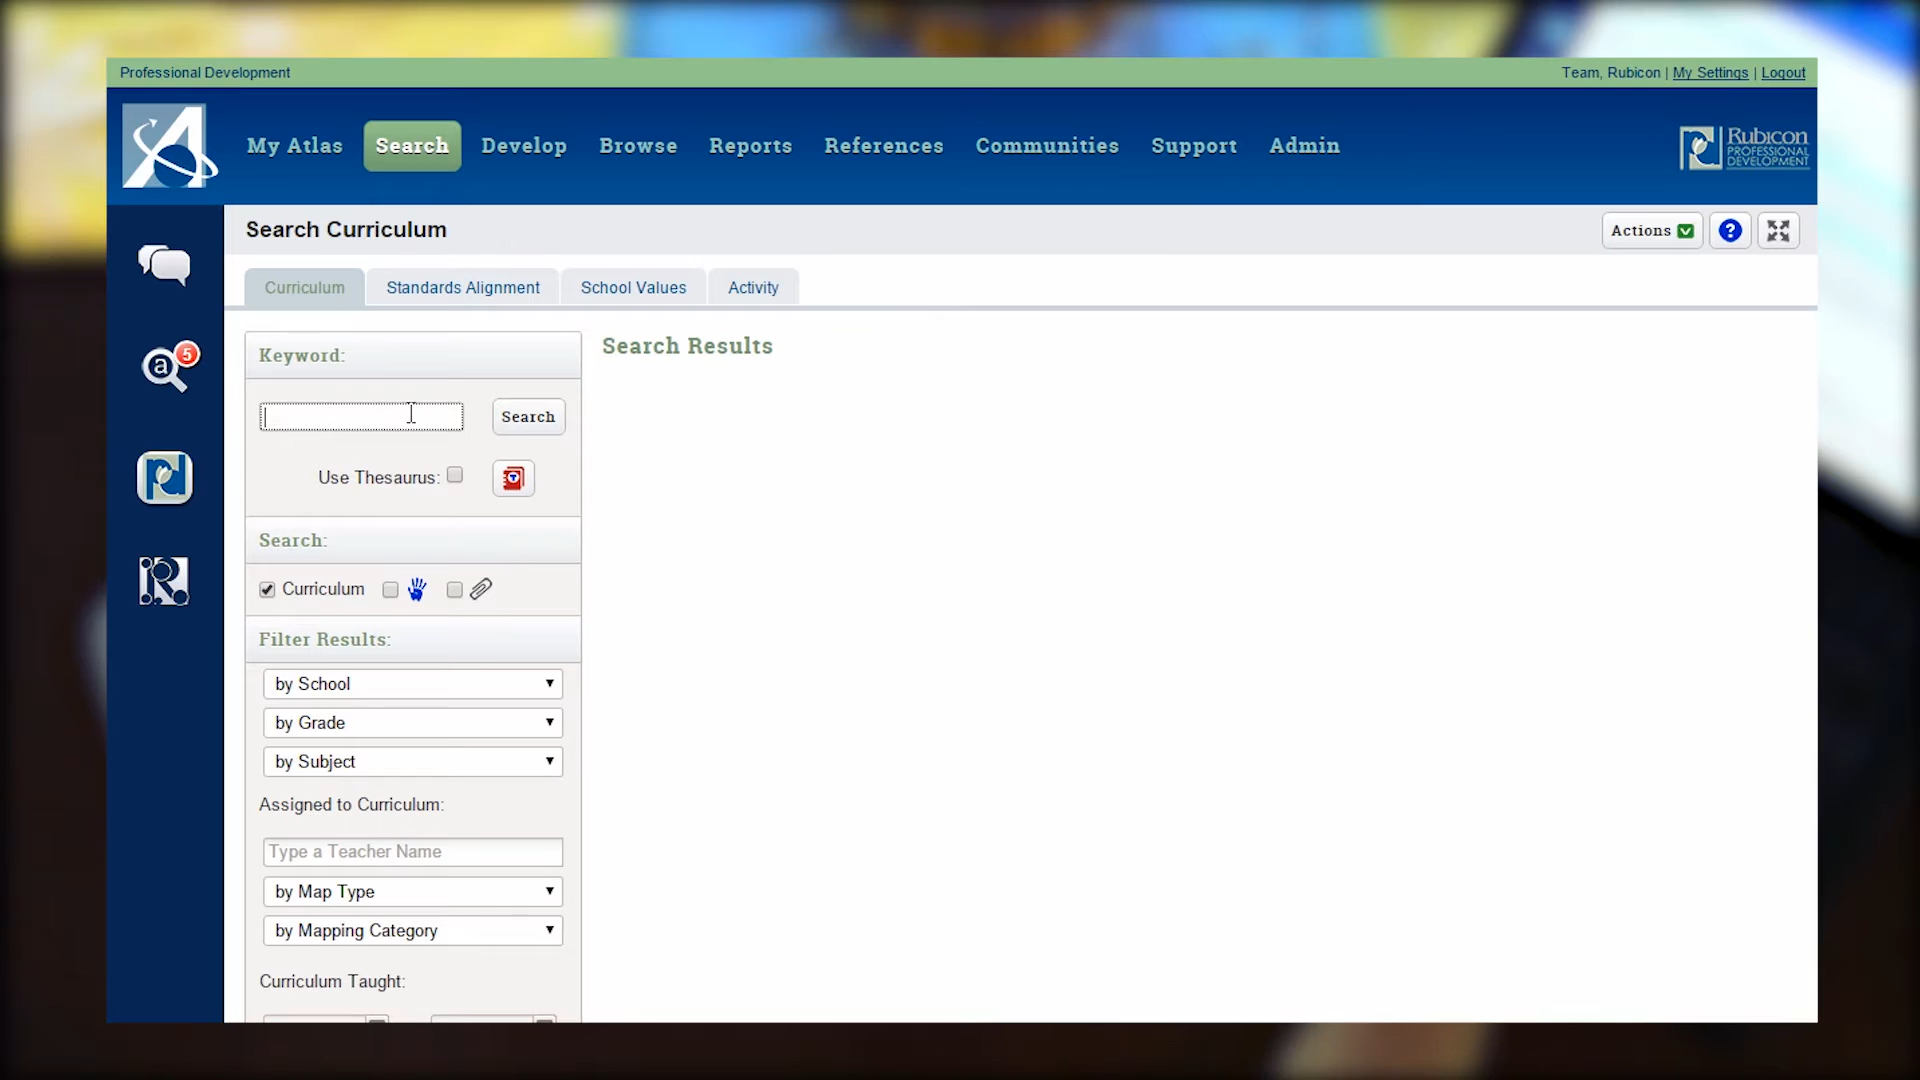 Professional Development
Team, Rubicon | My Settings | Logout
My Atlas Search Develop Browse Reports References Communities Support Admin
Rubicon
PROFESSIONAL
DEVELOPMENT
Search Curriculum
Actions
?
Curriculum Standards Alignment School Values Activity
Keyword:
Search Results
Search
a 5
Use Thesaurus:
T
Search:
Curriculum
Filter Results:
by School
by Grade
by Subject
Assigned to Curriculum:
Type a Teacher Name
by Map Type
by Mapping Category
Curriculum Taught: